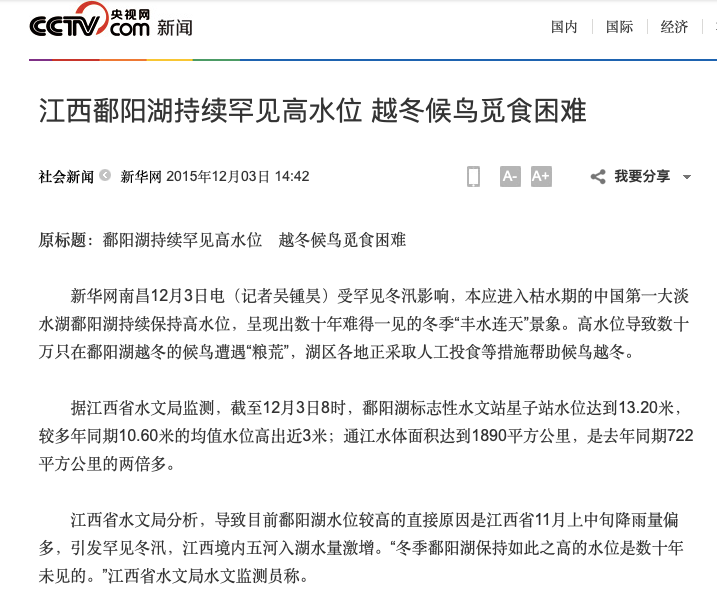 CCTV 央视网
com 新闻
国内 国际 经济
江西鄱阳湖持续罕见高水位 越冬候鸟觅食困难
社会新闻 新华网 2015年12月03日 14:42 A- A+ 我要分享
原标题：鄱阳湖持续罕见高水位 越冬候鸟觅食困难
新华网南昌12月3日电（记者吴锺昊）受罕见冬汛影响，本应进入枯水期的中国第一大淡
水湖鄱阳湖持续保持高水位，呈现出数十年难得一见的冬季“丰水连天”景象。高水位导致数十
万只在鄱阳湖越冬的候鸟遭遇“粮荒”，湖区各地正采取人工投食等措施帮助候鸟越冬。
据江西省水文局监测，截至12月3日8时，鄱阳湖标志性水文站星子站水位达到13.20米，
较多年同期10.60米的均值水位高出近3米；通江水体面积达到1890平方公里，是去年同期722
平方公里的两倍多。
江西省水文局分析，导致目前鄱阳湖水位较高的直接原因是江西省11月上中旬降雨量偏
多，引发罕见冬汛，江西境内五河入湖水量激增。“冬季鄱阳湖保持如此之高的水位是数十年
未见的。”江西省水文局水文监测员称。